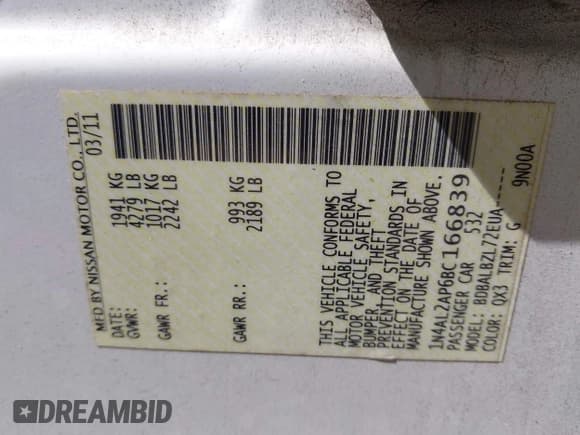 MFD BY NISSAN MOTOR CO., LTD.
DATE: 03/11
GVWR: 1941 KG
4279 LB
GAWR FR.: 1017 KG
2242 LB
GAWR RR.: 993 KG
2189 LB
THIS VEHICLE CONFORMS TO
ALL APPLICABLE FEDERAL
MOTOR VEHICLE SAFETY,
BUMPER, AND THEFT
PREVENTION STANDARDS IN
EFFECT ON THE DATE OF
MANUFACTURE SHOWN ABOVE.
1N4AL2AP6BC166839
PASSENGER CAR 532
MODEL: BDBALBZL72EUA-----
COLOR: QX3 TRIM: G 9N00A
DREAMBID